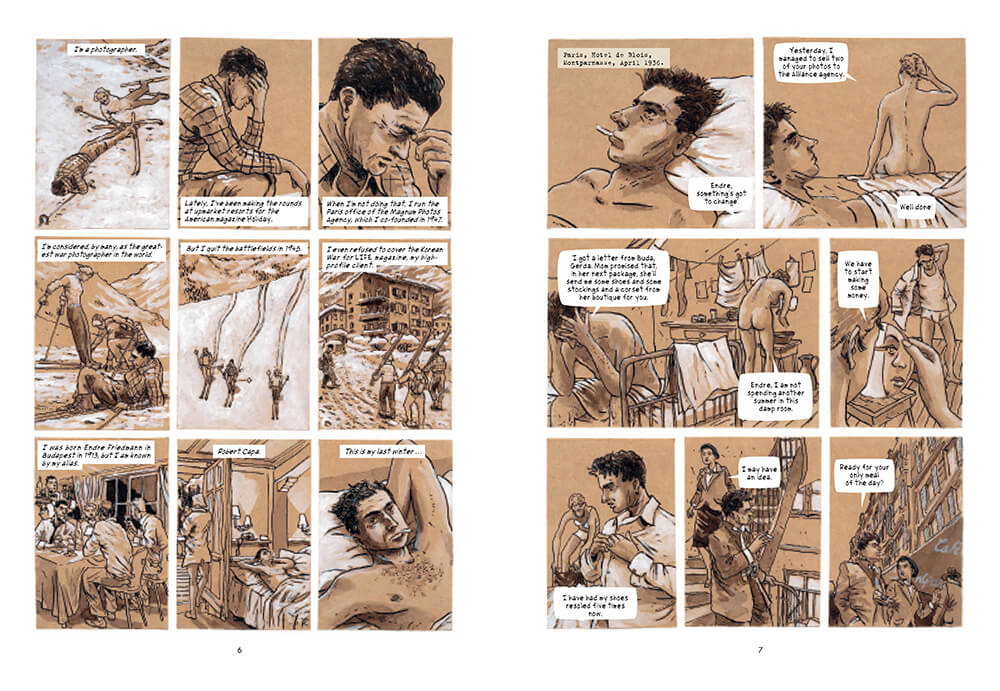 I'm a photographer.
Lately, I've been making the rounds
at upmarket resorts for the
American magazine Holiday.
When I'm not doing that, I run the
Paris office of the Magnum Photos
Agency, which I co-founded in 1947.
I'm considered, by many, as the great-
est war photographer in the world.
But I quit the battlefields in 1945.
I even refused to cover the Korean
War for LIFE magazine, my high-
profile client.
I was born Endre Friedmann in
Budapest in 1913, but I am known
by my alias.
Robert Capa.
This is my last winter ...
6
Paris, Hotel de Blois,
Montparnasse, April 1936.
Endre,
something's got
to change.
Yesterday, I
managed to sell two
of your photos to
the Alliance agency.
Well done.
I got a letter from Buda,
Gerda. Mom promised that,
in her next package, she'll
send me some shoes and some
stockings and a corset from
her boutique for you.
Endre, I am not
spending another
summer in this
damp room.
We have
to start
making
some
money.
I have had my shoes
resoled five times
now.
I may have
an idea.
Ready for your
only meal
of the day?
Café
7